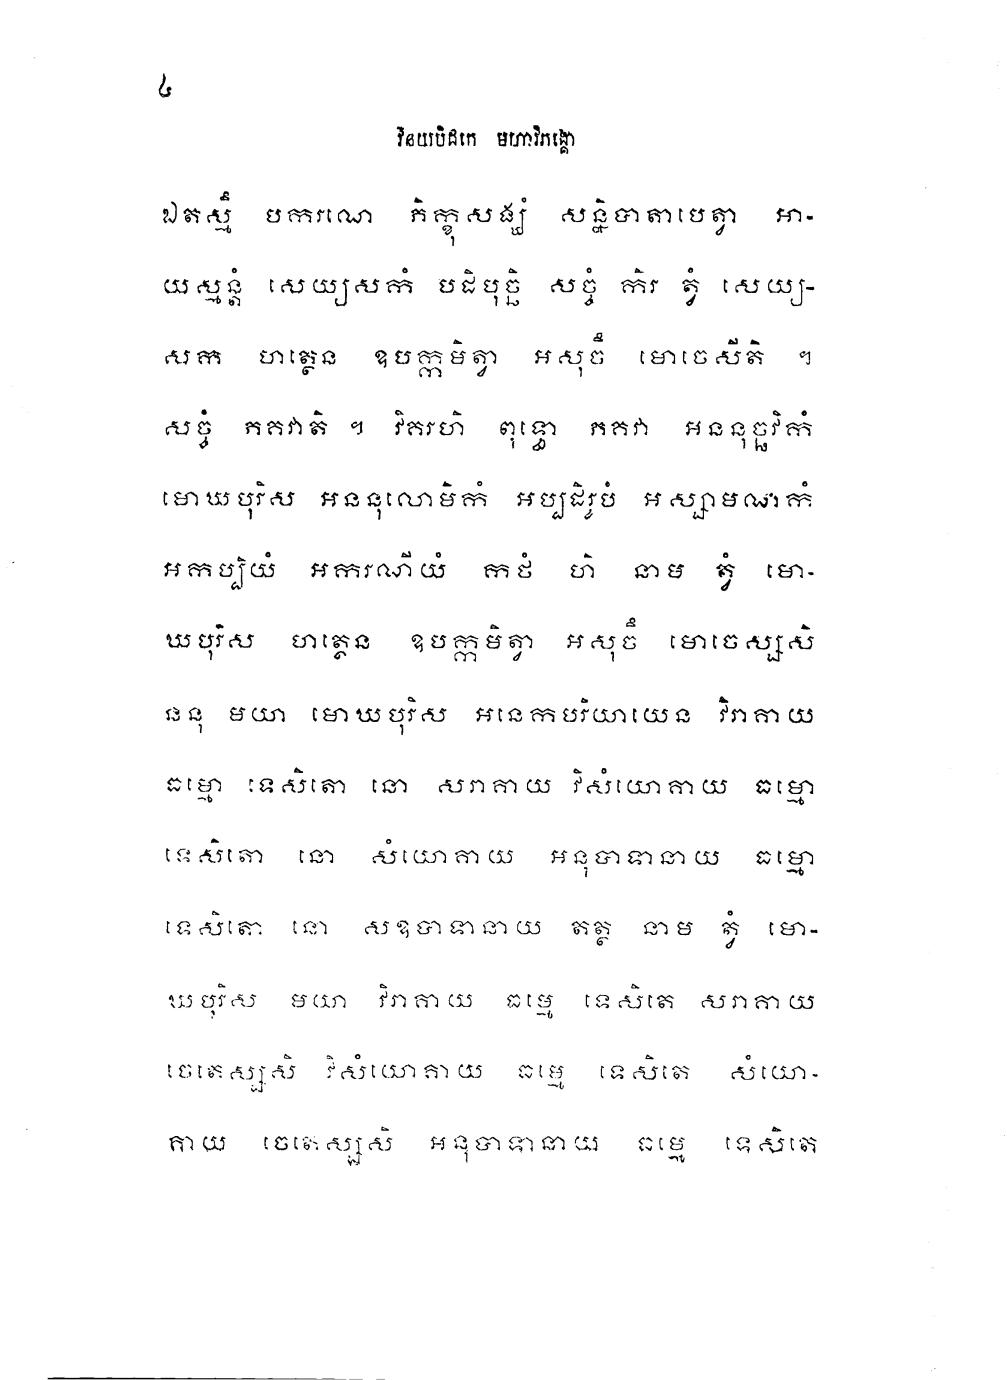 ៤
វិនយបិដកេ មហាវិភង្គោ
ឯតស្មឹ បករណេ ភិក្ខុសង្ឃំ សន្និបាតាបេត្វា អា-
យស្មន្តំ សេយ្យសកំ បដិបុច្ឆិ សច្ចំ កិរ ត្វំ សេយ្យ-
សក ហត្ថេន ឧបក្កមិត្វា អសុចឹ មោចេសីតិ ។
សច្ចំ ភគវាតិ ។ វិគរហិ ពុទ្ធោ ភគវា អននុច្ឆវិកំ
មោឃបុរិស អននុលោមិកំ អប្បដិរូបំ អស្សាមណកំ
អកប្បិយំ អករណីយំ កថំ ហិ នាម ត្វំ មោ-
ឃបុរិស ហត្ថេន ឧបក្កមិត្វា អសុចឹ មោចេស្សសិ
ននុ មយា មោឃបុរិស អនេកបរិយាយេន វិរាគាយ
ធម្មោ ទេសិតោ នោ សរាគាយ វិសំយោគាយ ធម្មោ
ទេសិតោ នោ សំយោគាយ អនុបាទានាយ ធម្មោ
ទេសិតោ នោ សឧបាទានាយ តត្ថ នាម ត្វំ មោ-
ឃបុរិស មយា វិរាគាយ ធម្មេ ទេសិតេ សរាគាយ
ចេតេស្សសិ វិសំយោគាយ ធម្មេ ទេសិតេ សំយោ-
គាយ ចេតេស្សសិ អនុបាទានាយ ធម្មេ ទេសិតេ